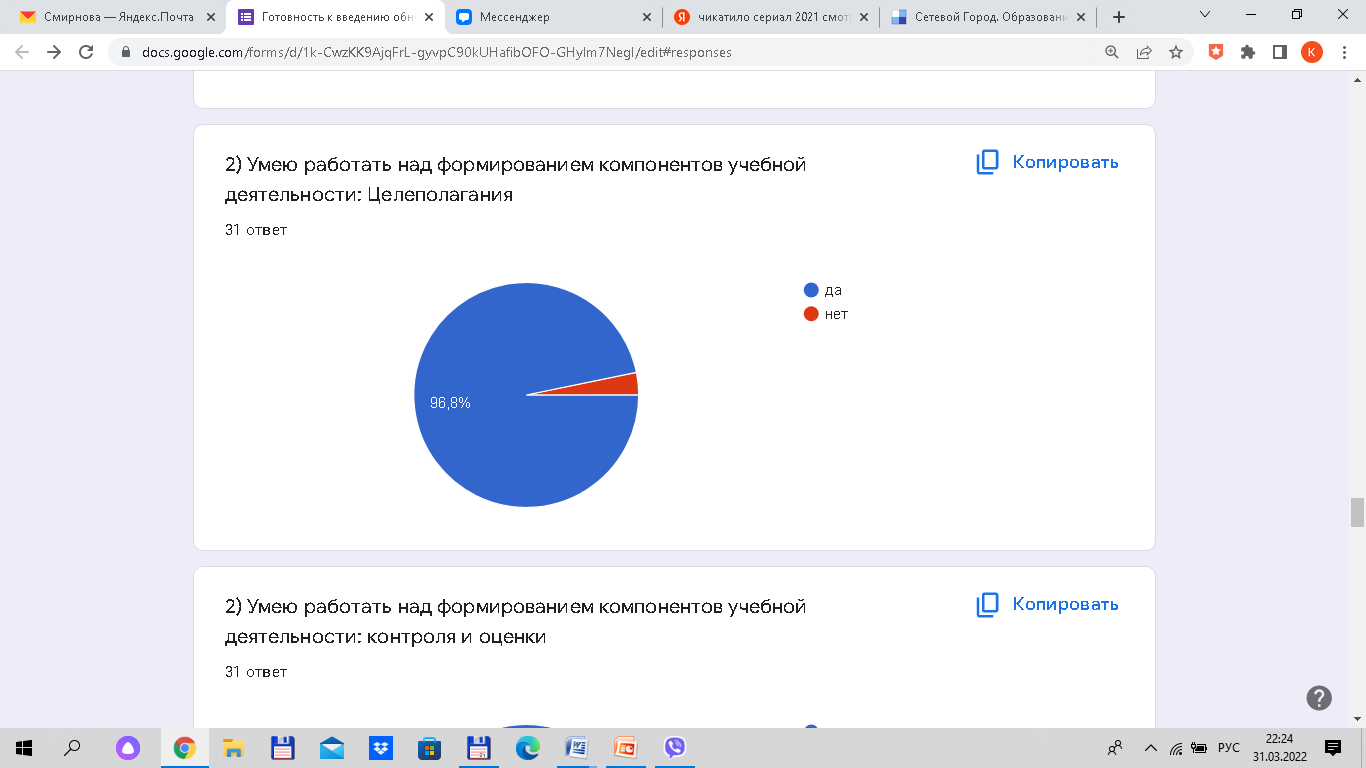 Смирнова — Яндекс.Почта
Готовность к введению обн
Мессенджер
чикатило сериал 2021 смот
Сетевой Город. Образовани
docs.google.com/forms/d/1k-CwzKK9AjqFrL-gyvpC90kUHafibOFO-GHyIm7NegI/edit#responses
К
2) Умею работать над формированием компонентов учебной
деятельности: Целеполагания
Копировать
31 ответ
да
нет
96,8%
2) Умею работать над формированием компонентов учебной
деятельности: контроля и оценки
Копировать
31 ответ
РУС
22:24
31.03.2022